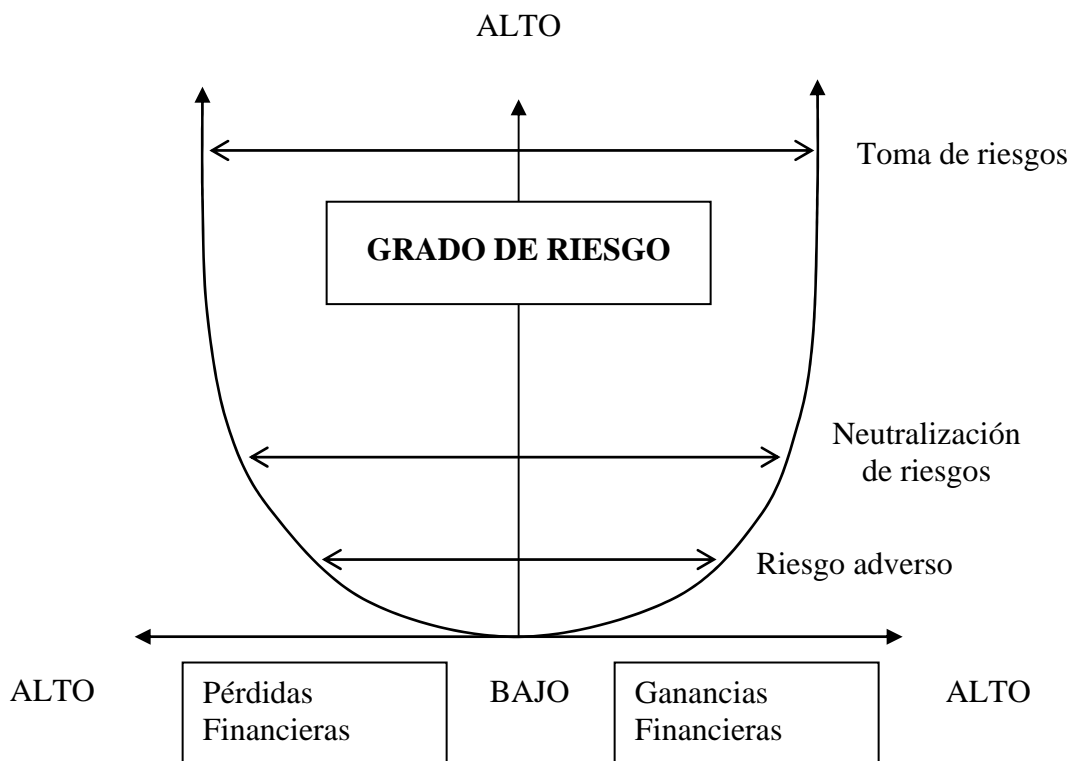 ALTO
Toma de riesgos
GRADO DE RIESGO
Neutralización
de riesgos
Riesgo adverso
ALTO
Pérdidas
Financieras
BAJO
Ganancias
Financieras
ALTO